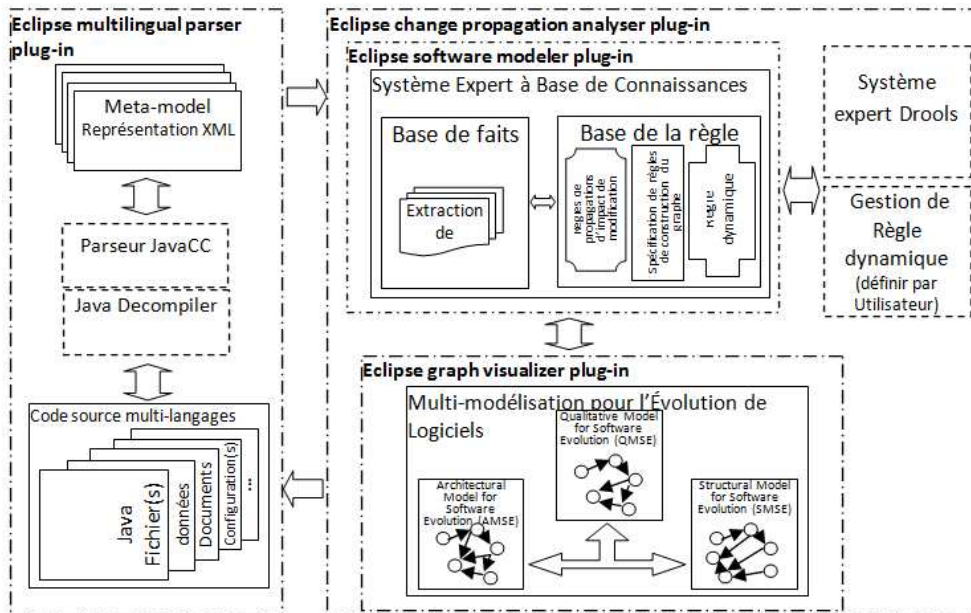 Eclipse multilingual parser
plug-in
Meta-model
Représentation XML
Parseur JavaCC
Java Decompiler
Code source multi-langages
Java
Fichier(s)
données
Documents
Configuration(s)
...
Eclipse change propagation analyser plug-in
Eclipse software modeler plug-in
Système Expert à Base de Connaissances
Base de faits
Extraction
de
Base de la règle
Règles de
propagations
d'impact de
modification
Spécification de règles
de construction du
graphe
Règle
dynamique
Système
expert Drools
Gestion de
Règle
dynamique
(définir par
Utilisateur)
Eclipse graph visualizer plug-in
Multi-modélisation pour l'Évolution de
Logiciels
Qualitative Model
for Software
Evolution (QMSE)
Architectural Model for
Software
Evolution (AMSE)
Structural Model
for Software
Evolution (SMSE)